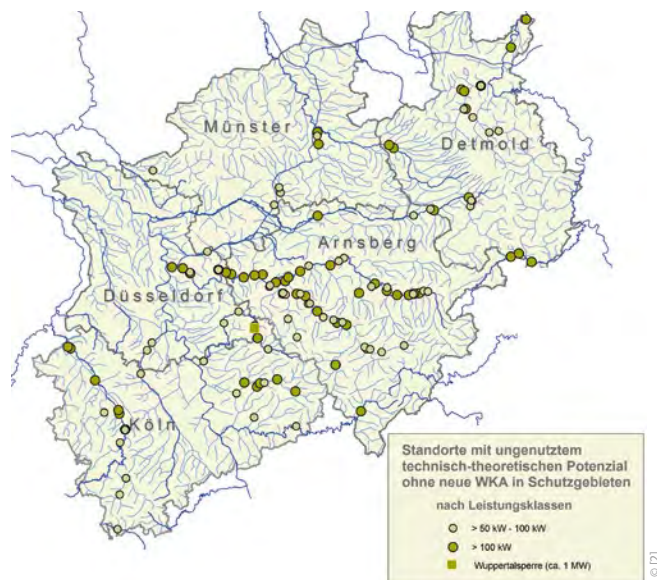 Münster
Detmold
Arnsberg
Düsseldorf
Köln
Standorte mit ungenutztem
technisch-theoretischen Potenzial
ohne neue WKA in Schutzgebieten
nach Leistungsklassen
> 50 kW - 100 kW
> 100 kW
Wuppertalsperre (ca. 1 MW)